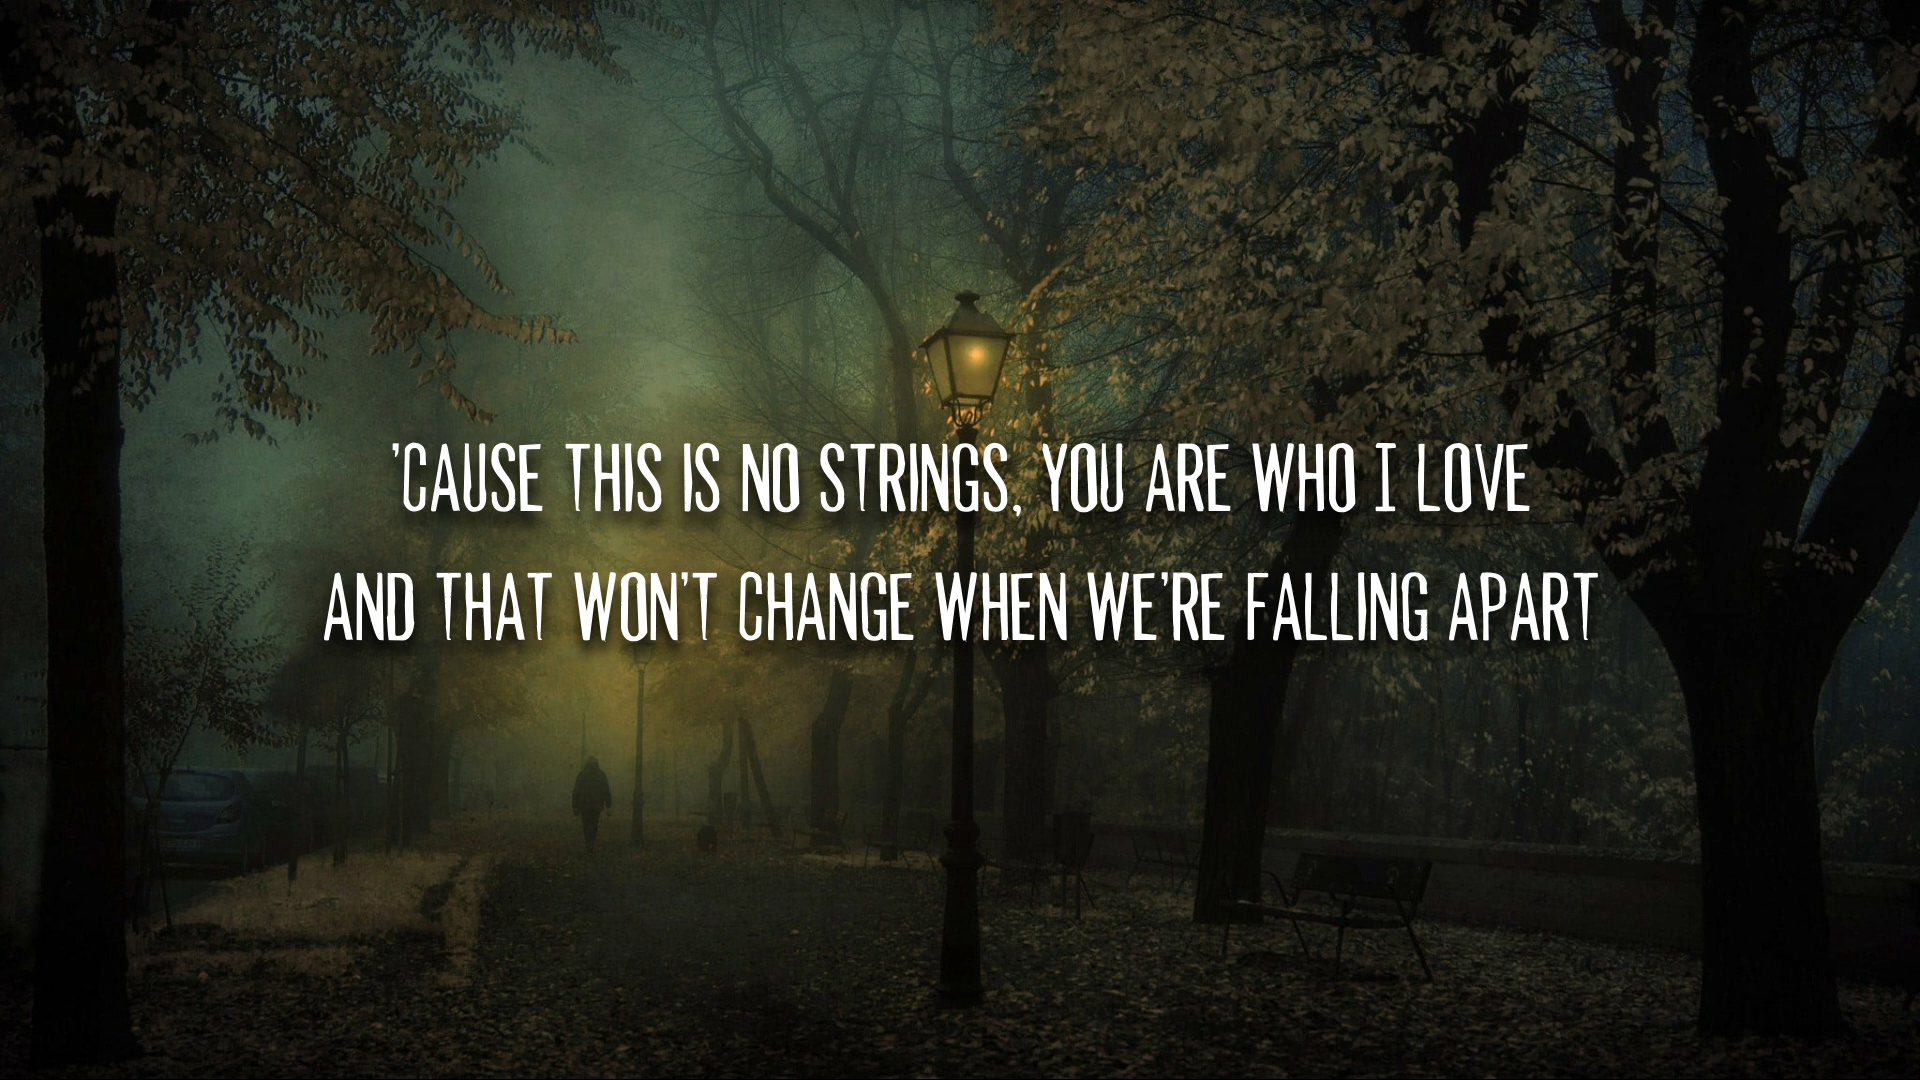 'CAUSE THIS IS NO STRINGS, YOU ARE WHO I LOVE
AND THAT WON'T CHANGE WHEN WE'RE FALLING APART